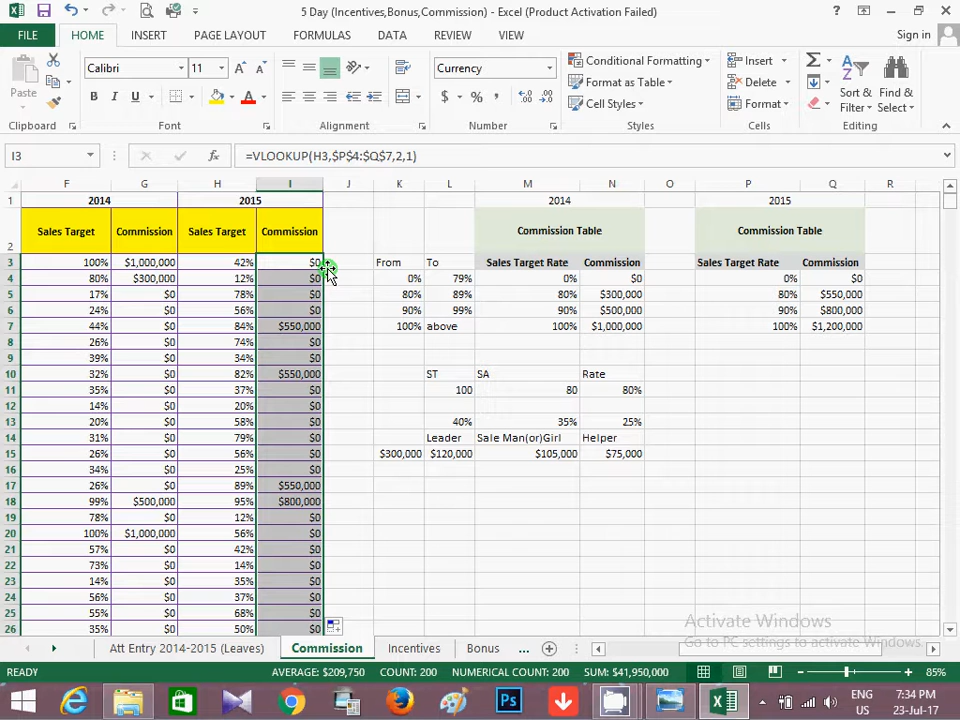 5 Day (Incentives,Bonus,Commission) - Excel (Product Activation Failed)
FILE HOME INSERT PAGE LAYOUT FORMULAS DATA REVIEW VIEW Sign in
Calibri 11 Currency Conditional Formatting Insert
Paste B I U $ % , Format as Table Delete Sort & Filter Find & Select
Cell Styles Format
Clipboard Font Alignment Number Styles Cells Editing
I3 fx =VLOOKUP(H3,$P$4:$Q$7,2,1)
F G H I J K L M N O P Q R
1 2014 2015 2014 2015
2 Sales Target Commission Sales Target Commission Commission Table Commission Table
3 100% $1,000,000 42% $0 From To Sales Target Rate Commission Sales Target Rate Commission
4 80% $300,000 12% $0 0% 79% 0% $0 0% $0
5 17% $0 78% $0 80% 89% 80% $300,000 80% $550,000
6 24% $0 56% $0 90% 99% 90% $500,000 90% $800,000
7 44% $0 84% $550,000 100% above 100% $1,000,000 100% $1,200,000
8 26% $0 74% $0
9 39% $0 34% $0
10 32% $0 82% $550,000 ST SA Rate
11 35% $0 37% $0 100 80 80%
12 14% $0 20% $0
13 20% $0 58% $0 40% 35% 25%
14 31% $0 79% $0 Leader Sale Man(or)Girl Helper
15 26% $0 56% $0 $300,000 $120,000 $105,000 $75,000
16 34% $0 25% $0
17 26% $0 89% $550,000
18 99% $500,000 95% $800,000
19 78% $0 12% $0
20 100% $1,000,000 56% $0
21 57% $0 42% $0
22 73% $0 14% $0
23 14% $0 35% $0
24 56% $0 37% $0
25 55% $0 68% $0
26 35% $0 50% $0
Activate Windows
Go to PC settings to activate Windows.
Att Entry 2014-2015 (Leaves) Commission Incentives Bonus ...
READY AVERAGE: $209,750 COUNT: 200 NUMERICAL COUNT: 200 SUM: $41,950,000 85%
Ps ENG 7:34 PM
US 23-Jul-17